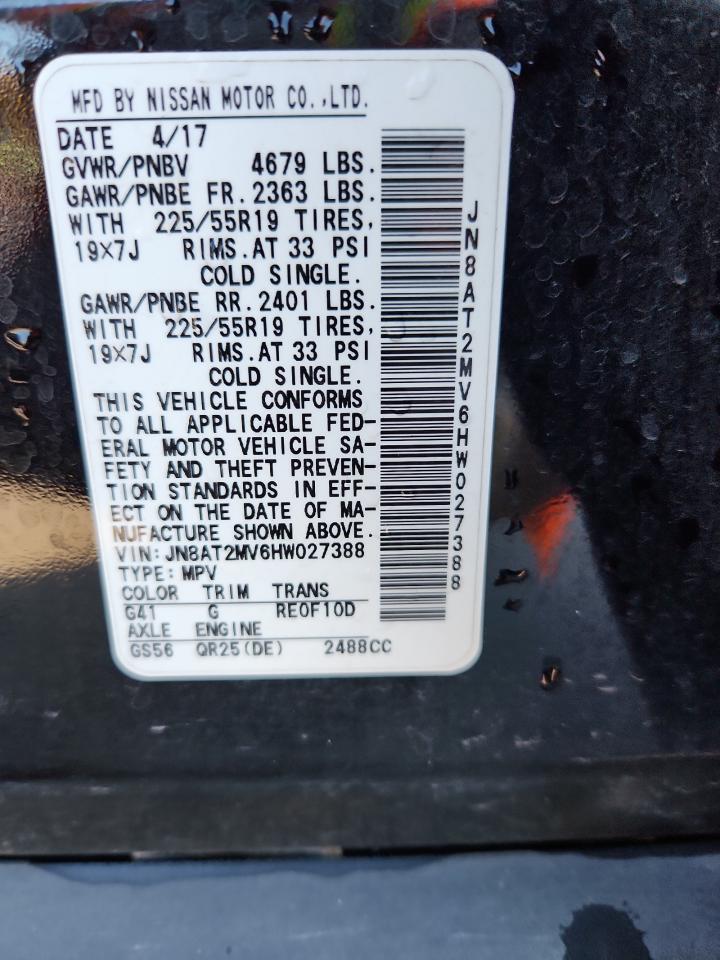 MFD BY NISSAN MOTOR CO.,LTD.
DATE 4/17
GVWR/PNBV 4679 LBS.
GAWR/PNBE FR.2363 LBS.
WITH 225/55R19 TIRES,
19×7J RIMS.AT 33 PSI
COLD SINGLE.
GAWR/PNBE RR.2401 LBS.
WITH 225/55R19 TIRES,
19×7J RIMS.AT 33 PSI
COLD SINGLE.
THIS VEHICLE CONFORMS
TO ALL APPLICABLE FED-
ERAL MOTOR VEHICLE SA-
FETY AND THEFT PREVEN-
TION STANDARDS IN EFF-
ECT ON THE DATE OF MA-
NUFACTURE SHOWN ABOVE.
VIN:JN8AT2MV6HW027388
TYPE:MPV
COLOR TRIM TRANS
G41 G RE0F10D
AXLE ENGINE
GS56 QR25(DE) 2488CC
JN8AT2MV6HW027388